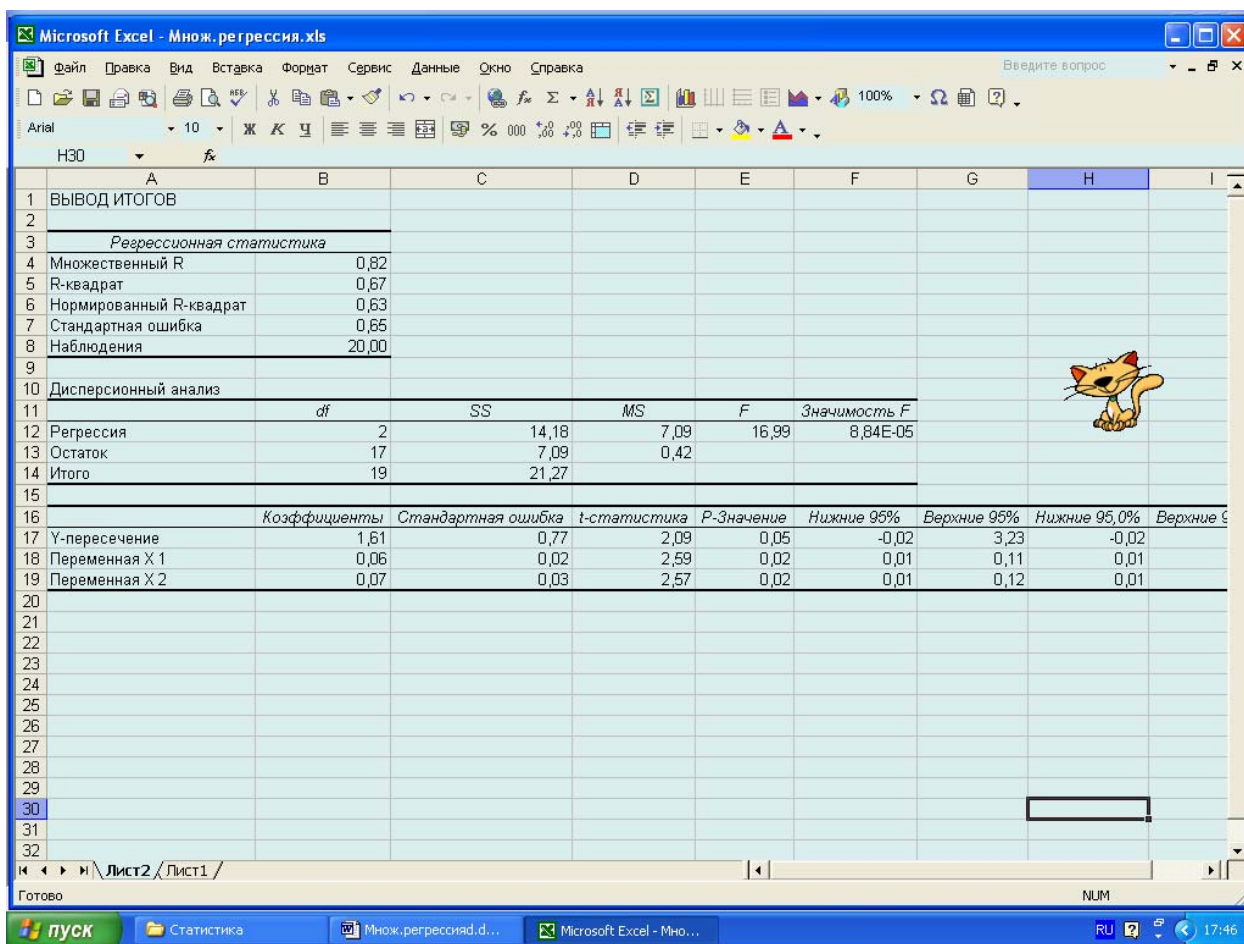 Microsoft Excel - Множ.регрессия.xls
Файл Правка Вид Вставка Формат Сервис Данные Окно Справка Введите вопрос
100%
Arial 10 Ж К Ч % 000
H30 fx
A B C D E F G H I
1 ВЫВОД ИТОГОВ
2
3 Регрессионная статистика
4 Множественный R 0,82
5 R-квадрат 0,67
6 Нормированный R-квадрат 0,63
7 Стандартная ошибка 0,65
8 Наблюдения 20,00
9
10 Дисперсионный анализ
11 df SS MS F Значимость F
12 Регрессия 2 14,18 7,09 16,99 8,84E-05
13 Остаток 17 7,09 0,42
14 Итого 19 21,27
15
16 Коэффициенты Стандартная ошибка t-статистика P-Значение Нижние 95% Верхние 95% Нижние 95,0% Верхние 9
17 Y-пересечение 1,61 0,77 2,09 0,05 -0,02 3,23 -0,02
18 Переменная X 1 0,06 0,02 2,59 0,02 0,01 0,11 0,01
19 Переменная X 2 0,07 0,03 2,57 0,02 0,01 0,12 0,01
20
21
22
23
24
25
26
27
28
29
30
31
32
Лист2 Лист1
Готово NUM
пуск Статистика Множ.регрессияd.d... Microsoft Excel - Мно... RU 17:46